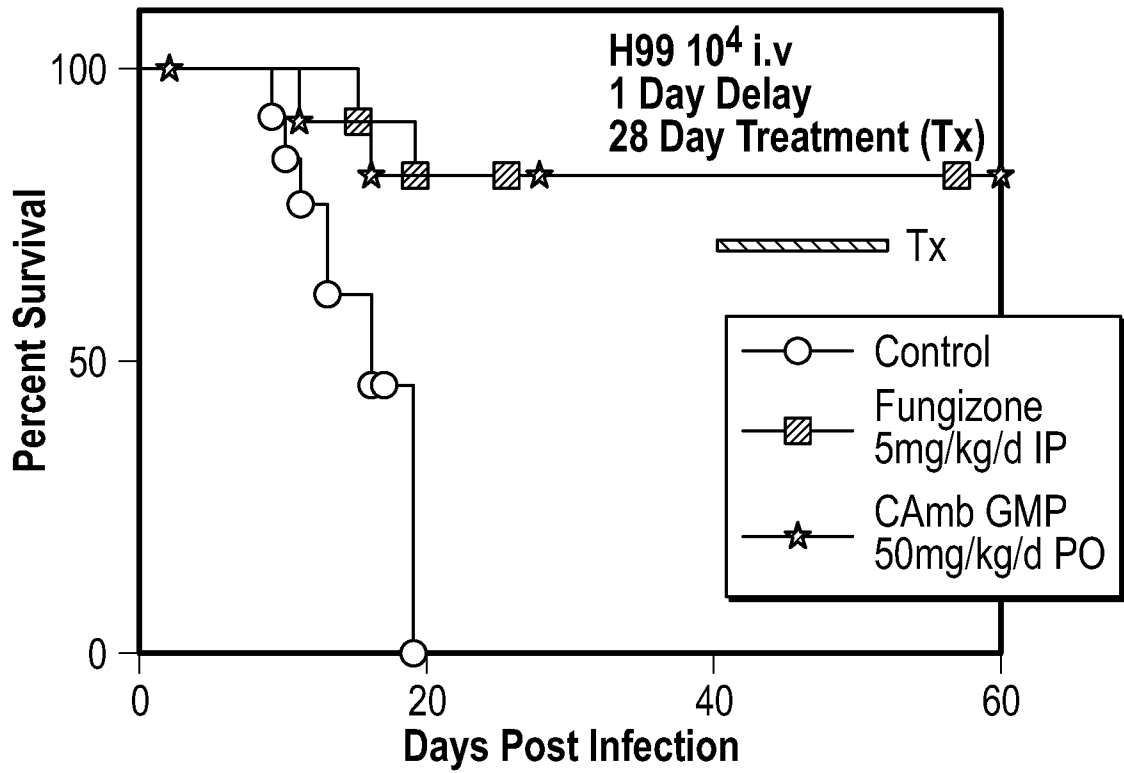 H99 10⁴ i.v
1 Day Delay
28 Day Treatment (Tx)
Tx
Percent Survival
100
50
0
0 20 40 60
Days Post Infection
Control
Fungizone
5mg/kg/d IP
CAmb GMP
50mg/kg/d PO